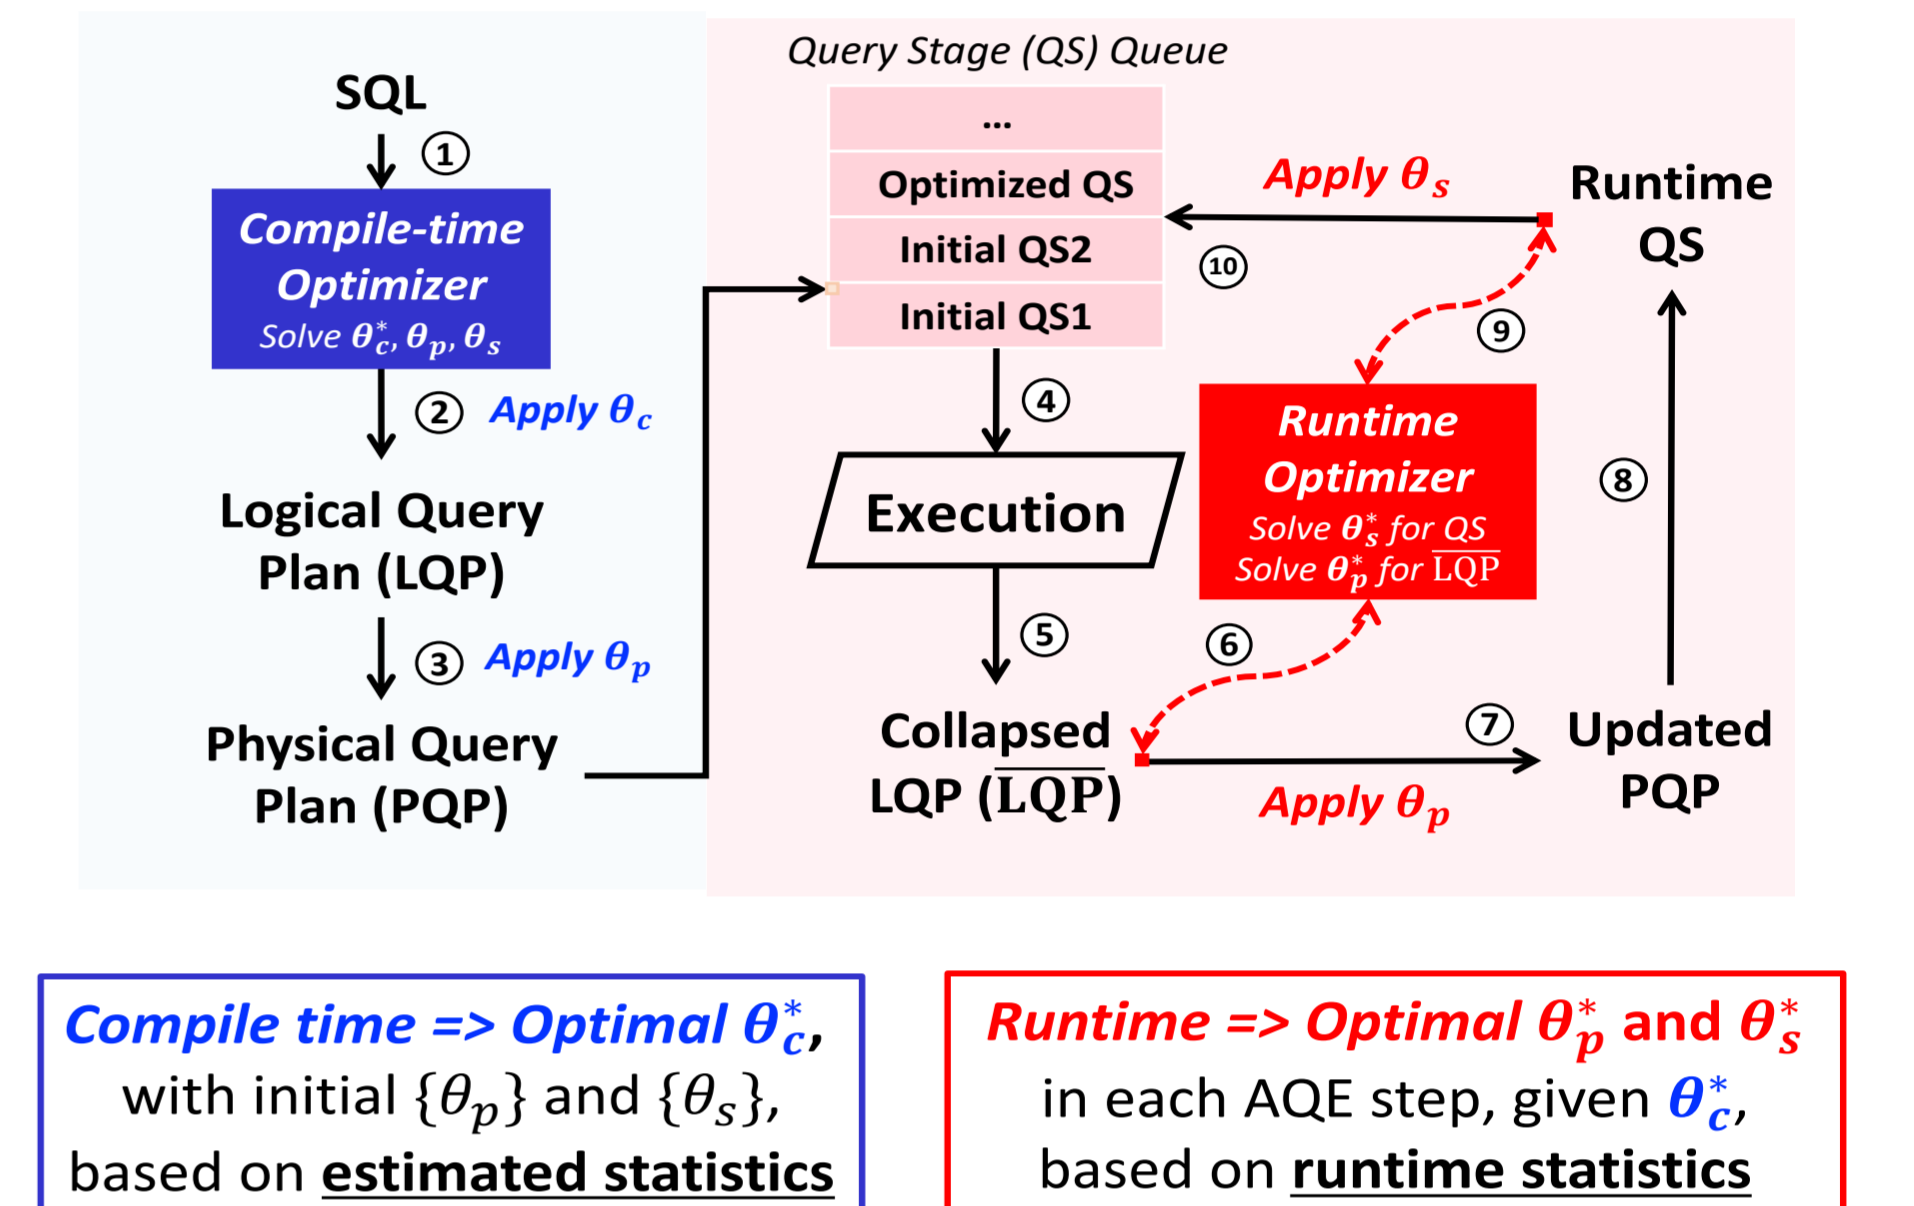 SQL
①
Compile-time
Optimizer
Solve θ*c, θp, θs
② Apply θc
Logical Query
Plan (LQP)
③ Apply θp
Physical Query
Plan (PQP)
Query Stage (QS) Queue
...
Optimized QS
Initial QS2
Initial QS1
④
Execution
⑤
Collapsed
LQP (L̅Q̅P̅)
⑥
Runtime
Optimizer
Solve θ*s for QS
Solve θ*p for L̅Q̅P̅
⑦
Apply θp
Updated
PQP
⑧
Runtime
QS
⑨
Apply θs
⑩
Compile time => Optimal θ*c,
with initial {θp} and {θs},
based on estimated statistics
Runtime => Optimal θ*p and θ*s
in each AQE step, given θ*c,
based on runtime statistics